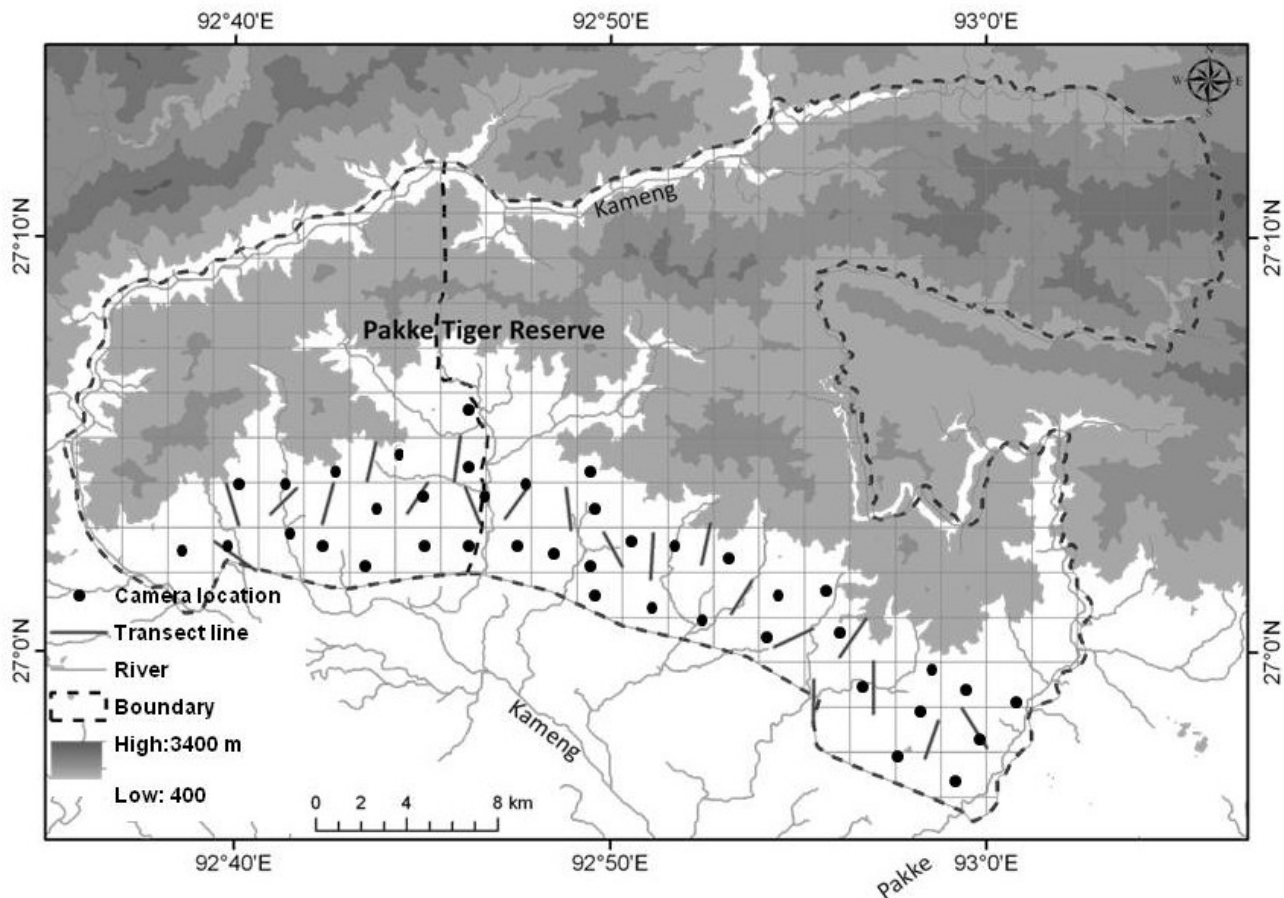 92°40'E 92°50'E 93°0'E
N
W E
S
Kameng
27°10'N 27°10'N
Pakke Tiger Reserve
Camera location
Transect line
27°0'N 27°0'N
River
Boundary
Kameng
High:3400 m
Low: 400
0 2 4 8 km
92°40'E 92°50'E 93°0'E
Pakke